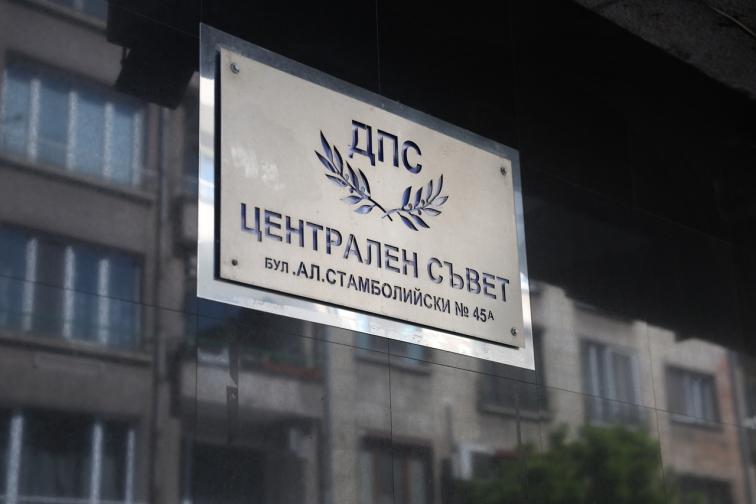 ДПС
ЦЕНТРАЛЕН СЪВЕТ
БУЛ.АЛ.СТАМБОЛИЙСКИ № 45А